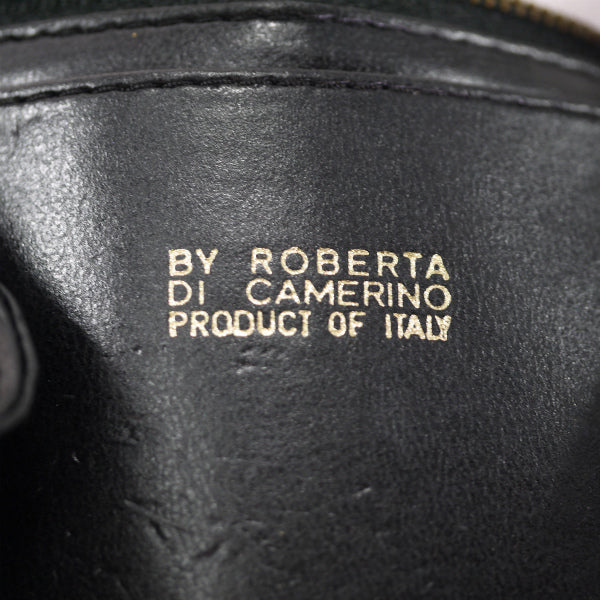 BY ROBERTA
DI CAMERINO
PRODUCT OF ITALY